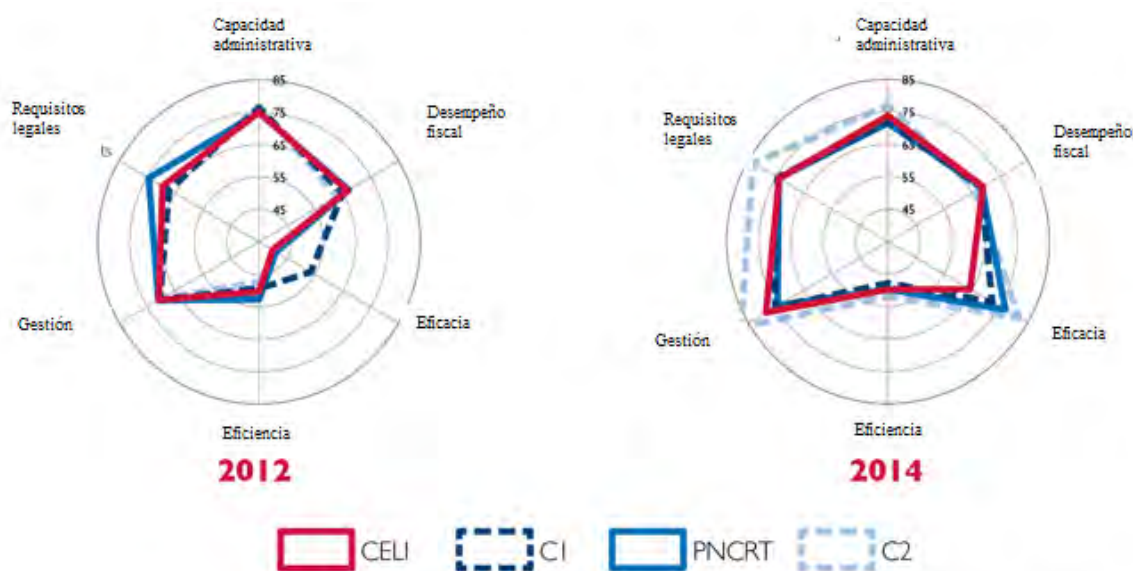 Capacidad
administrativa
85
75
65
55
45
Requisitos
legales
ts
Desempeño
fiscal
Gestión
Eficacia
Eficiencia
2012
Capacidad
administrativa
85
75
65
55
45
Requisitos
legales
Desempeño
fiscal
Gestión
Eficacia
Eficiencia
2014
CELI
C1
PNCRT
C2